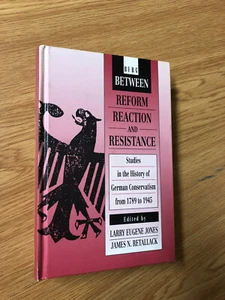 BERG
BETWEEN
REFORM
REACTION
AND
RESISTANCE
Studies
in the History of
German Conservatism
from 1789 to 1945
Edited by
LARRY EUGENE JONES
JAMES N. RETALLACK